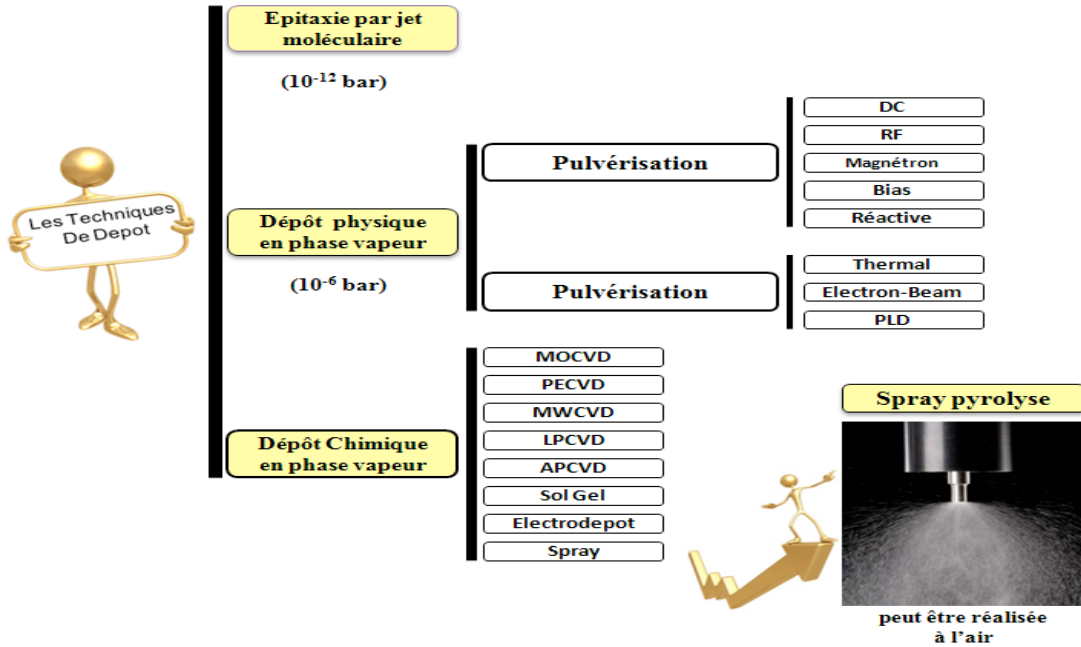 Les Techniques
De Depot
Epitaxie par jet
moléculaire
(10⁻¹² bar)
Dépôt physique
en phase vapeur
(10⁻⁶ bar)
Pulvérisation
DC
RF
Magnétron
Bias
Réactive
Pulvérisation
Thermal
Electron-Beam
PLD
Dépôt Chimique
en phase vapeur
MOCVD
PECVD
MWCVD
LPCVD
APCVD
Sol Gel
Electrodepot
Spray
Spray pyrolyse
peut être réalisée
à l’air